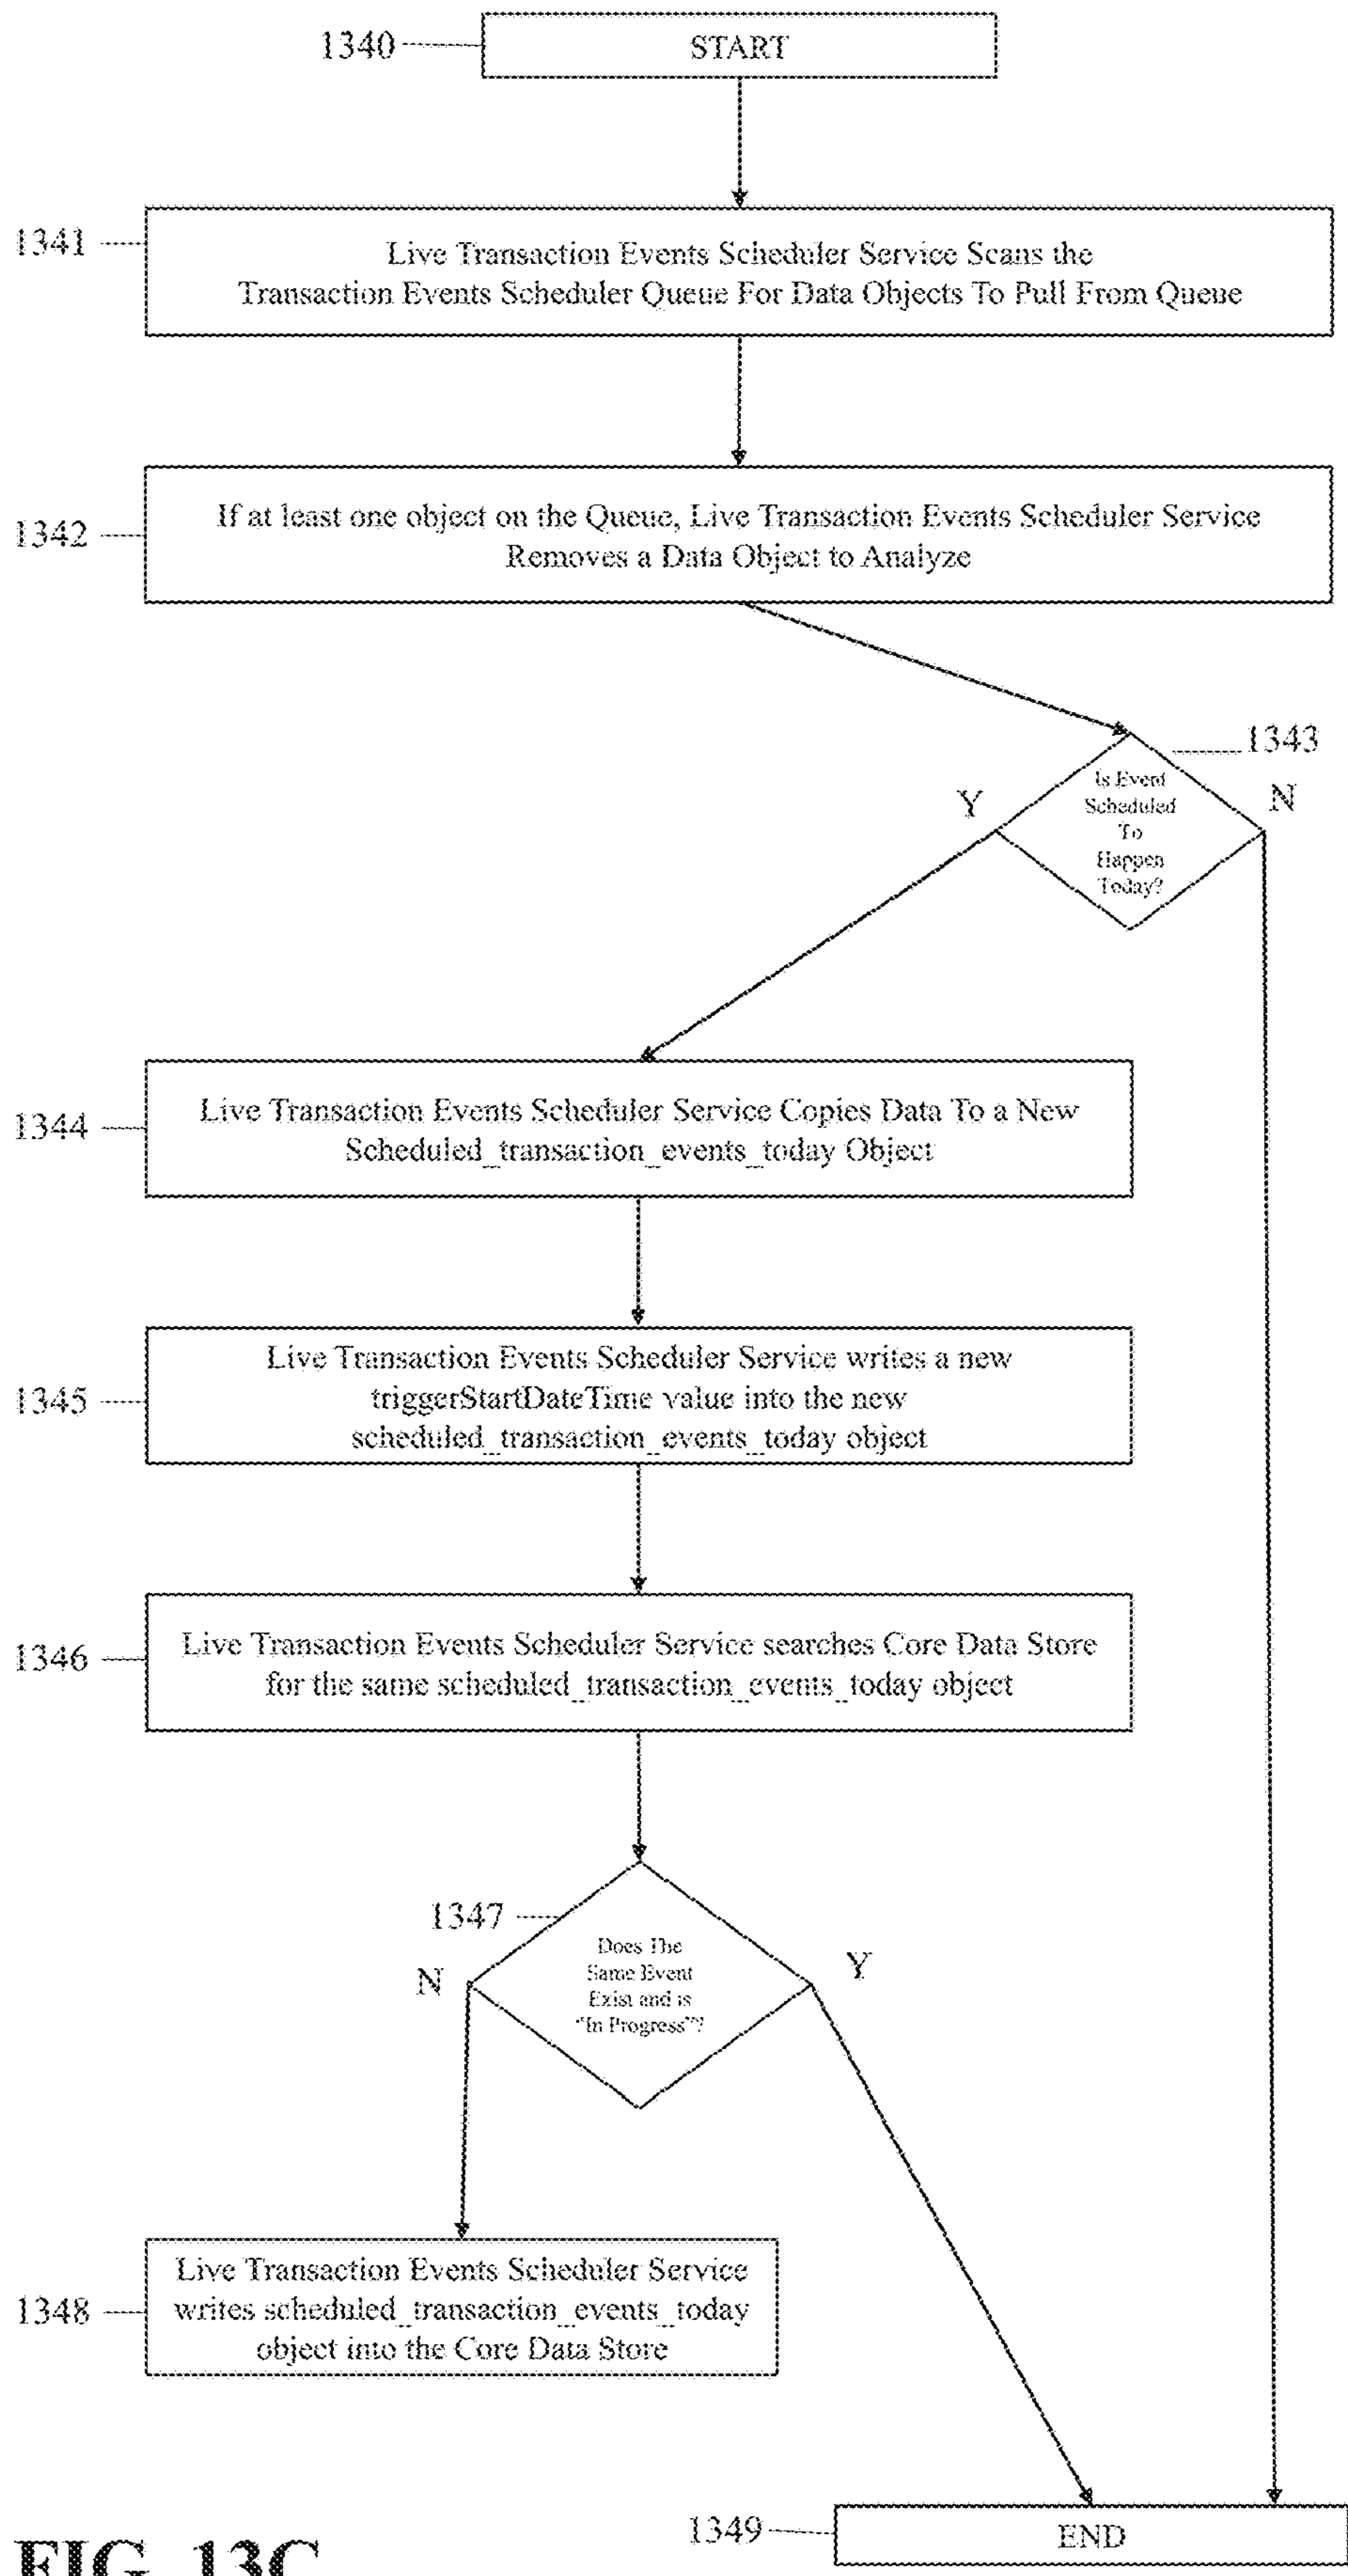 1340
START
1341
Live Transaction Events Scheduler Service Scans the
Transaction Events Scheduler Queue For Data Objects To Pull From Queue
1342
If at least one object on the Queue, Live Transaction Events Scheduler Service
Removes a Data Object to Analyze
1343
Y
N
Is Event
Scheduled
To
Happen
Today?
1344
Live Transaction Events Scheduler Service Copies Data To a New
Scheduled_transaction_events_today Object
1345
Live Transaction Events Scheduler Service writes a new
triggerStartDateTime value into the new
scheduled_transaction_events_today object
1346
Live Transaction Events Scheduler Service searches Core Data Store
for the same scheduled_transaction_events_today object
1347
N
Y
Does The
Same Event
Exist and is
"In Progress"?
1348
Live Transaction Events Scheduler Service
writes scheduled_transaction_events_today
object into the Core Data Store
1349
END
FIG. 13C